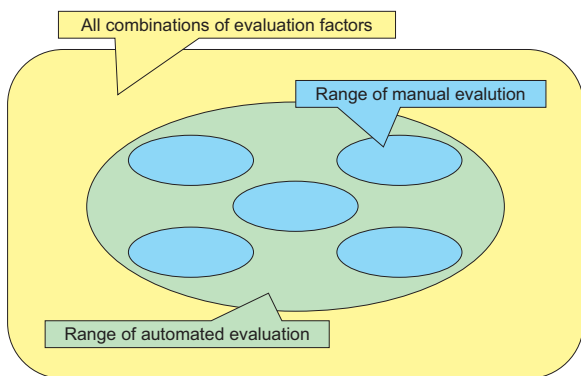 All combinations of evaluation factors
Range of manual evalution
Range of automated evaluation